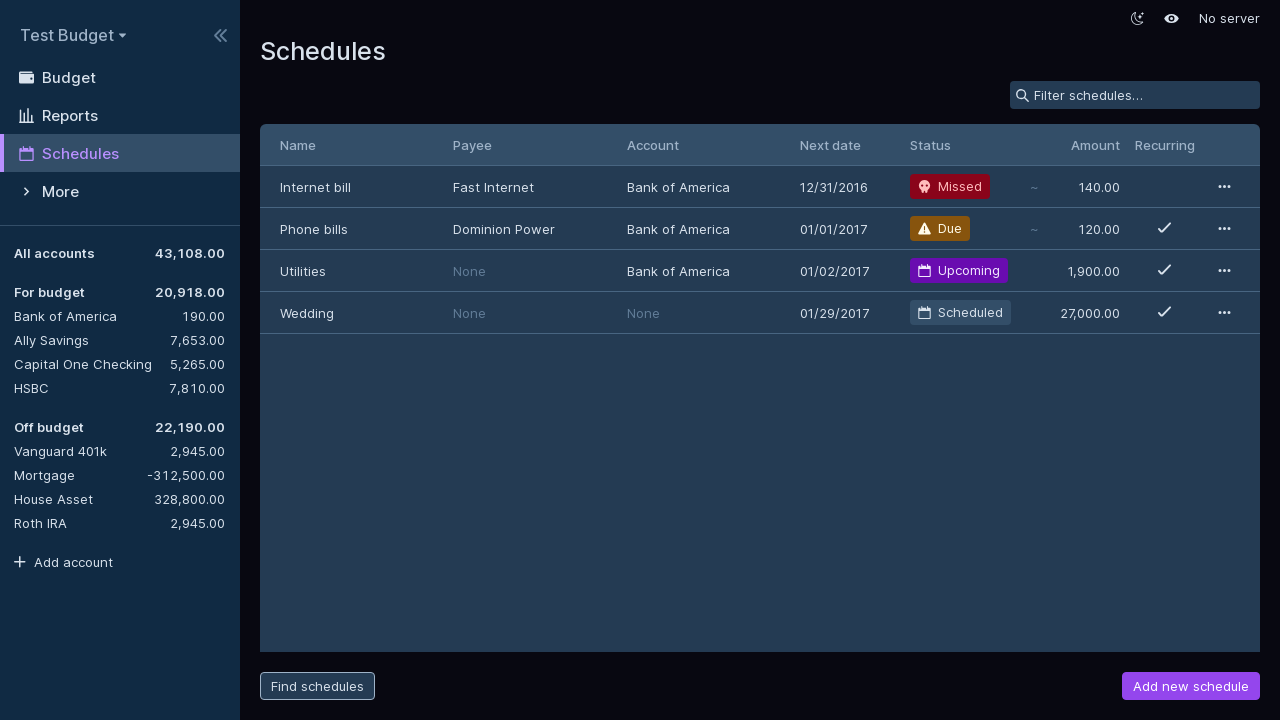 Test Budget
Budget
Reports
Schedules
More
All accounts 43,108.00
For budget 20,918.00
Bank of America 190.00
Ally Savings 7,653.00
Capital One Checking 5,265.00
HSBC 7,810.00
Off budget 22,190.00
Vanguard 401k 2,945.00
Mortgage -312,500.00
House Asset 328,800.00
Roth IRA 2,945.00
Add account
No server
Schedules
Filter schedules...
Name Payee Account Next date Status Amount Recurring
Internet bill Fast Internet Bank of America 12/31/2016 Missed ~ 140.00
Phone bills Dominion Power Bank of America 01/01/2017 Due ~ 120.00
Utilities None Bank of America 01/02/2017 Upcoming 1,900.00
Wedding None None 01/29/2017 Scheduled 27,000.00
Find schedules
Add new schedule